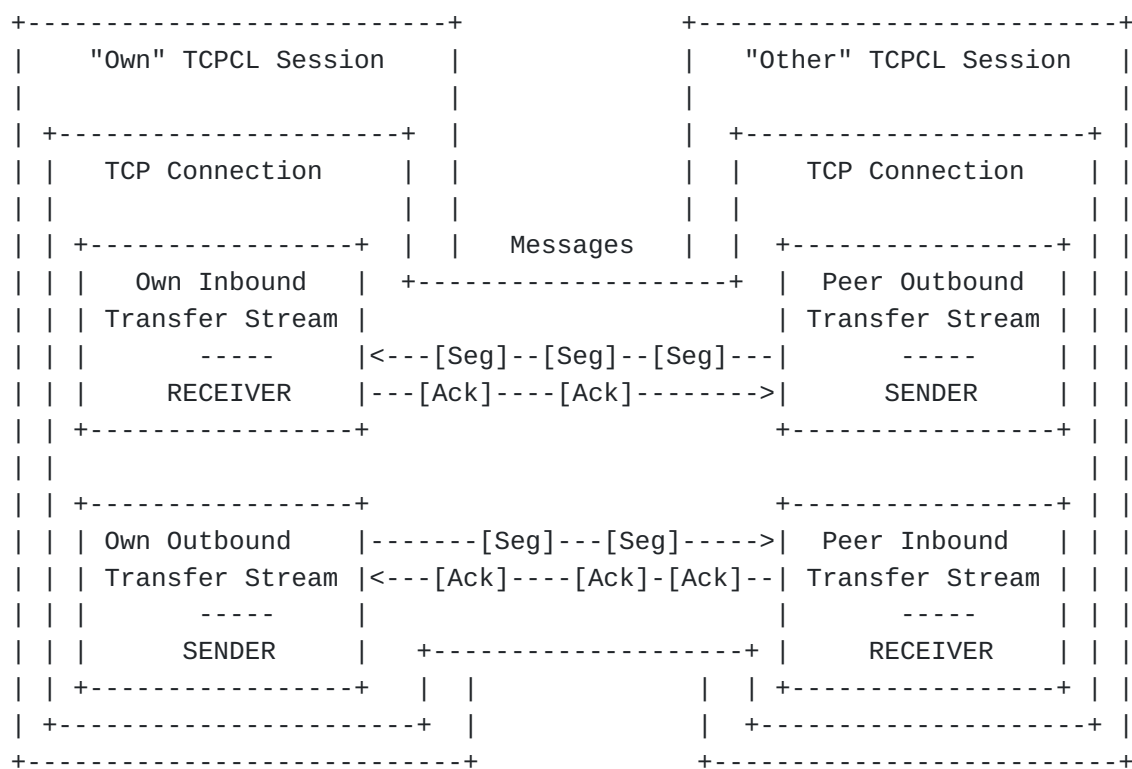 "Own" TCPCL Session "Other" TCPCL Session
TCP Connection TCP Connection
Messages
Own Inbound Peer Outbound
Transfer Stream Transfer Stream
----- <---[Seg]--[Seg]--[Seg]--- -----
RECEIVER ---[Ack]----[Ack]--------> SENDER
Own Outbound -------[Seg]---[Seg]-----> Peer Inbound
Transfer Stream <---[Ack]----[Ack]-[Ack]-- Transfer Stream
----- -----
SENDER RECEIVER